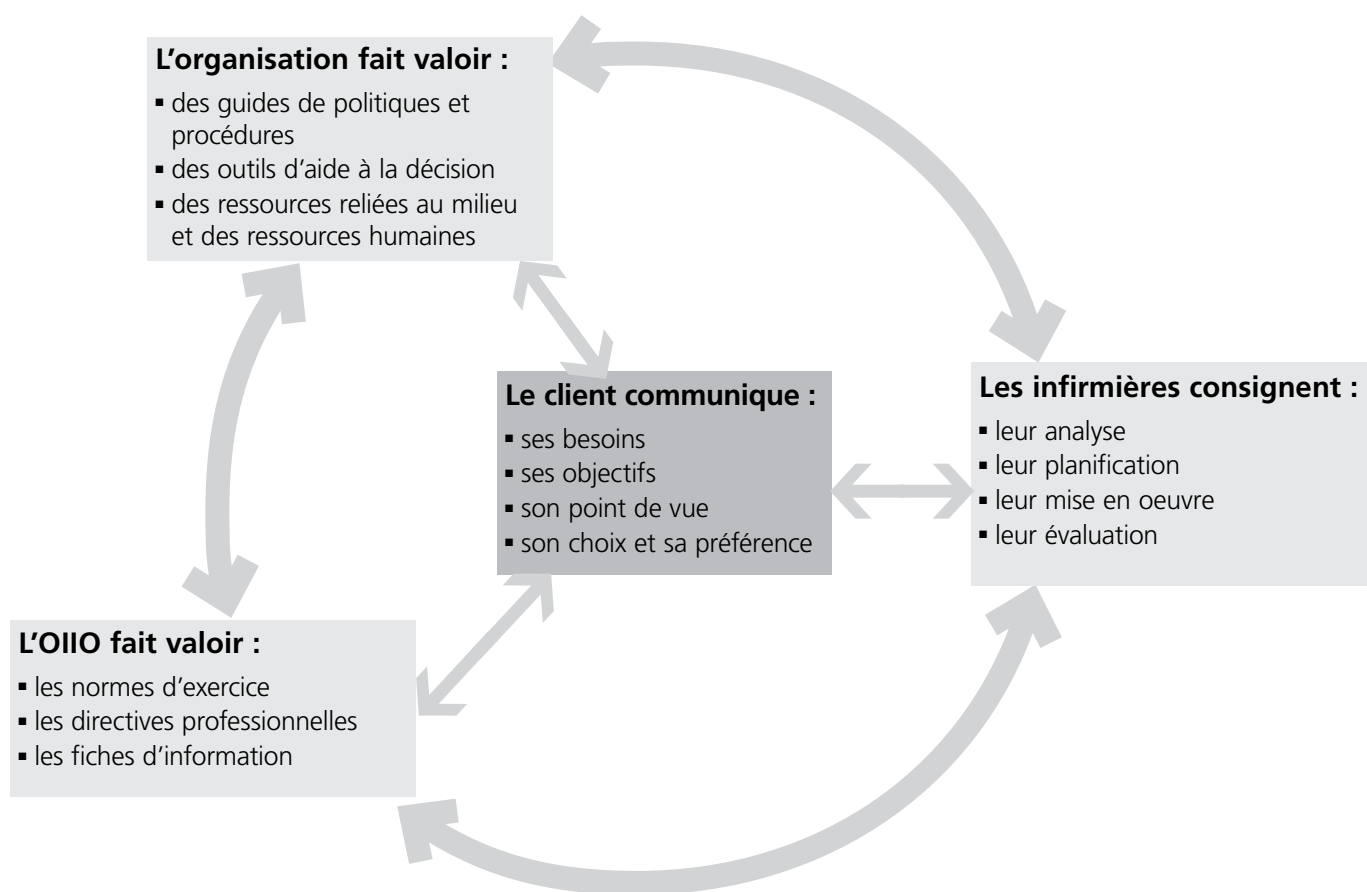 L'organisation fait valoir :
▪ des guides de politiques et
procédures
▪ des outils d'aide à la décision
▪ des ressources reliées au milieu
et des ressources humaines
Le client communique :
▪ ses besoins
▪ ses objectifs
▪ son point de vue
▪ son choix et sa préférence
Les infirmières consignent :
▪ leur analyse
▪ leur planification
▪ leur mise en oeuvre
▪ leur évaluation
L'OIIO fait valoir :
▪ les normes d'exercice
▪ les directives professionnelles
▪ les fiches d'information